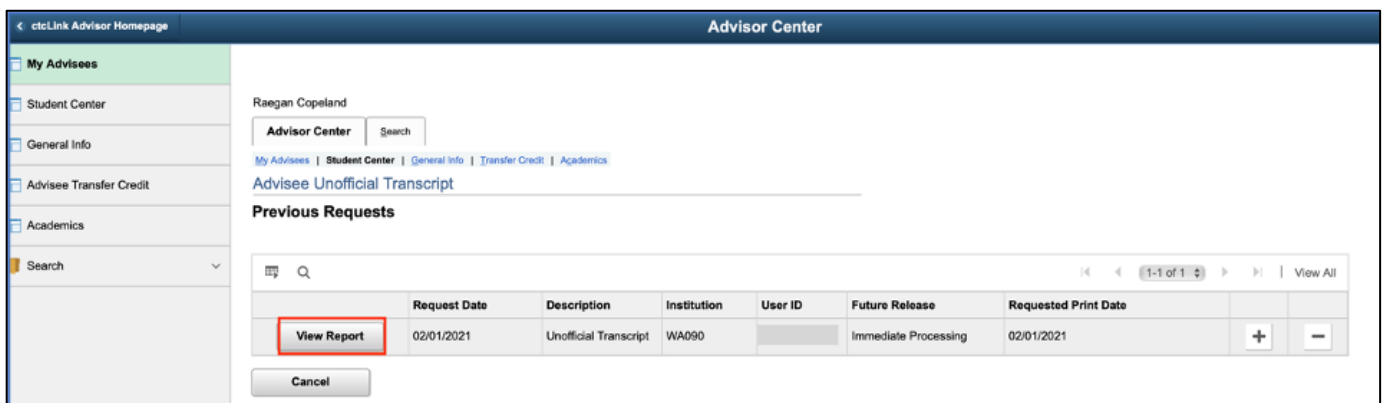 ctcLink Advisor Homepage
Advisor Center
My Advisees
Student Center
General Info
Advisee Transfer Credit
Academics
Search
Raegan Copeland
Advisor Center Search
My Advisees | Student Center | General Info | Transfer Credit | Academics
Advisee Unofficial Transcript
Previous Requests
1-1 of 1 | View All
Request Date Description Institution User ID Future Release Requested Print Date
View Report 02/01/2021 Unofficial Transcript WA090 Immediate Processing 02/01/2021
Cancel